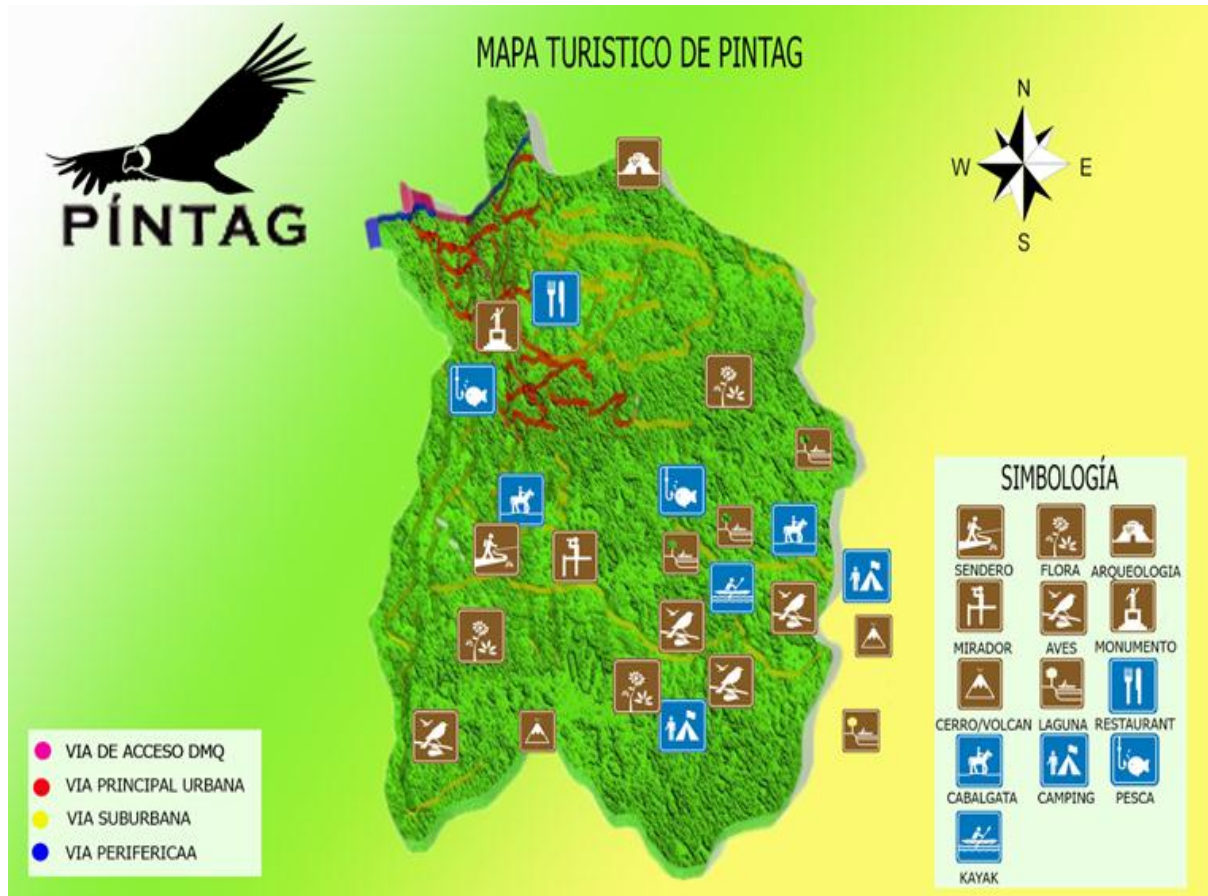 MAPA TURISTICO DE PINTAG
PÍNTAG
N
W E
S
SIMBOLOGÍA
SENDERO FLORA ARQUEOLOGIA
MIRADOR AVES MONUMENTO
CERRO/VOLCAN LAGUNA RESTAURANT
CABALGATA CAMPING PESCA
KAYAK
VIA DE ACCESO DMQ
VIA PRINCIPAL URBANA
VIA SUBURBANA
VIA PERIFERICAA